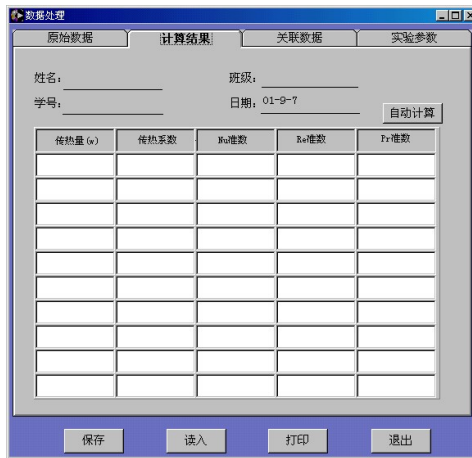 数据处理
原始数据 计算结果 关联数据 实验参数
姓名： 班级：
学号： 日期： 01-9-7
自动计算
传热量(w) 传热系数 Nu准数 Re准数 Pr准数
保存 读入 打印 退出